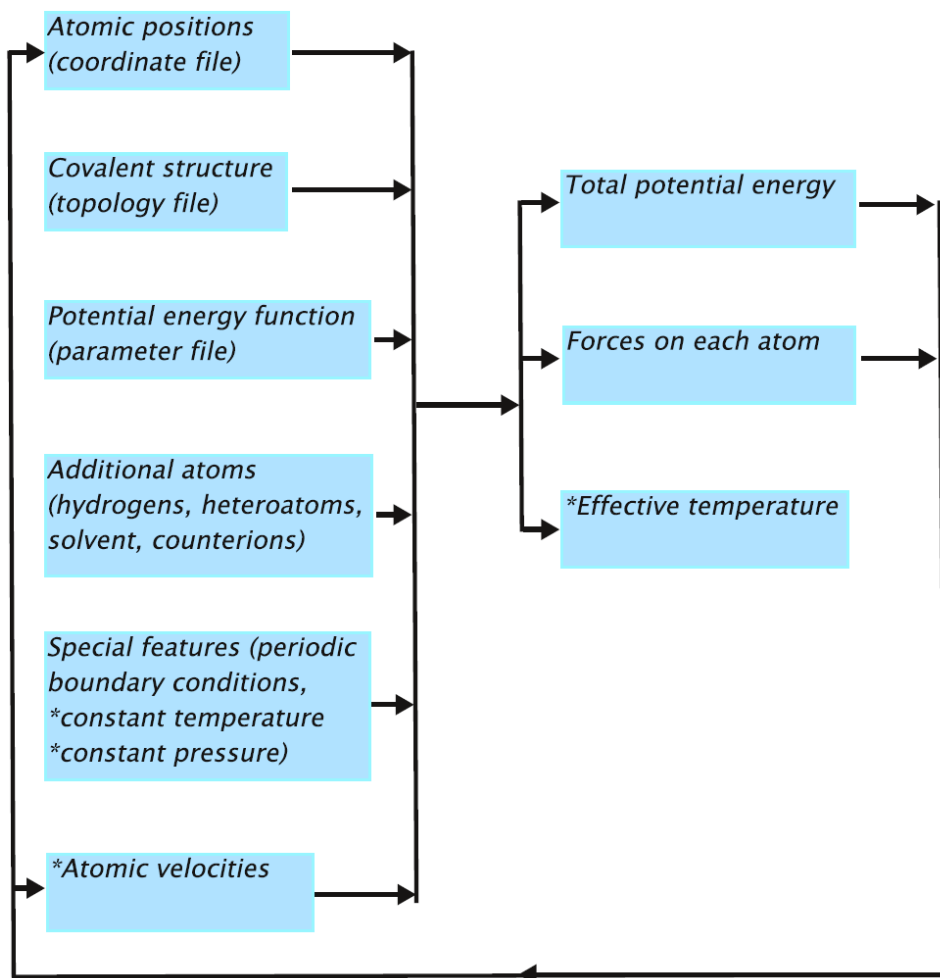 Atomic positions
(coordinate file)
Covalent structure
(topology file)
Potential energy function
(parameter file)
Additional atoms
(hydrogens, heteroatoms,
solvent, counterions)
Special features (periodic
boundary conditions,
*constant temperature
*constant pressure)
*Atomic velocities
Total potential energy
Forces on each atom
*Effective temperature